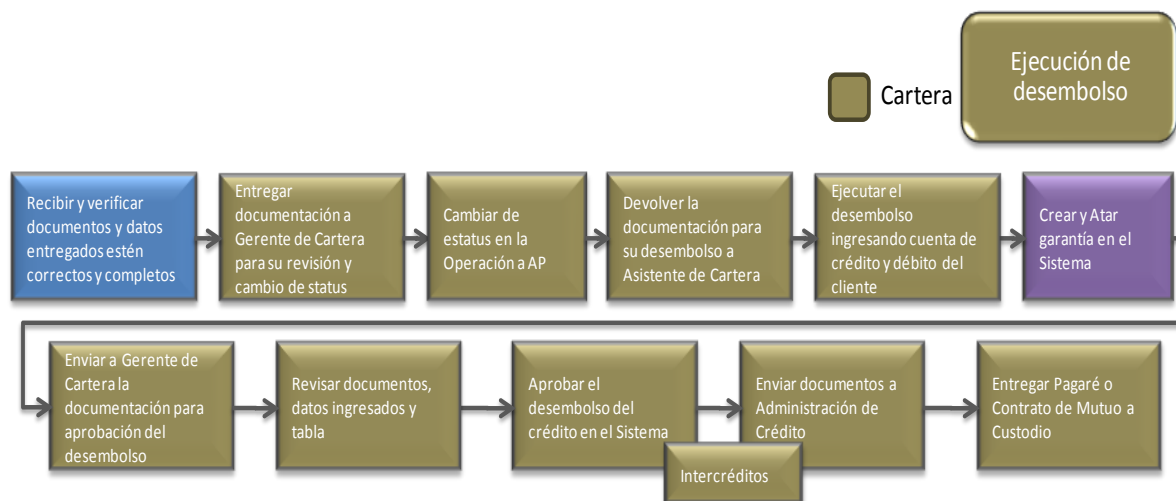 Ejecución de
desembolso
Cartera
Recibir y verificar
documentos y datos
entregados estén
correctos y completos
Entregar
documentación a
Gerente de Cartera
para su revisión y
cambio de status
Cambiar de
estatus en la
Operación a AP
Devolver la
documentación para
su desembolso a
Asistente de Cartera
Ejecutar el
desembolso
ingresando cuenta de
crédito y débito del
cliente
Crear y Atar
garantía en el
Sistema
Enviar a Gerente de
Cartera la
documentación para
aprobación del
desembolso
Revisar documentos,
datos ingresados y
tabla
Aprobar el
desembolso del
crédito en el Sistema
Intercréditos
Enviar documentos a
Administración de
Crédito
Entregar Pagaré o
Contrato de Mutuo a
Custodio